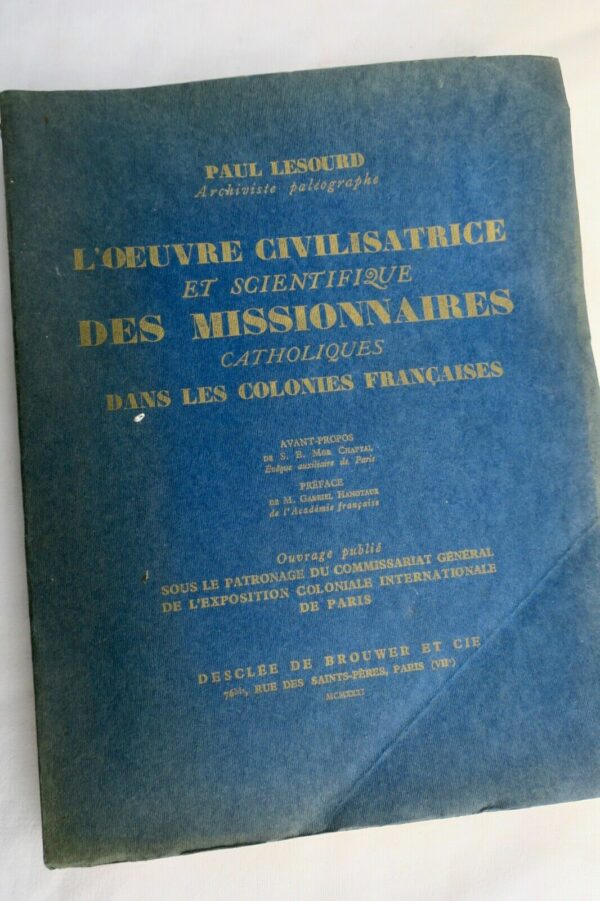 PAUL LESOURD
Archiviste paléographe
L'ŒUVRE CIVILISATRICE
ET SCIENTIFIQUE
DES MISSIONNAIRES
CATHOLIQUES
DANS LES COLONIES FRANÇAISES
AVANT-PROPOS
DE S. E. MGR CHAPTAL
Évêque auxiliaire de Paris
PRÉFACE
DE M. GABRIEL HANOTAUX
de l'Académie française
Ouvrage publié
SOUS LE PATRONAGE DU COMMISSARIAT GÉNÉRAL
DE L'EXPOSITION COLONIALE INTERNATIONALE
DE PARIS
DESCLÉE DE BROUWER ET CIE
76bis, RUE DES SAINTS-PÈRES, PARIS (VIIe)
MCMXXXI